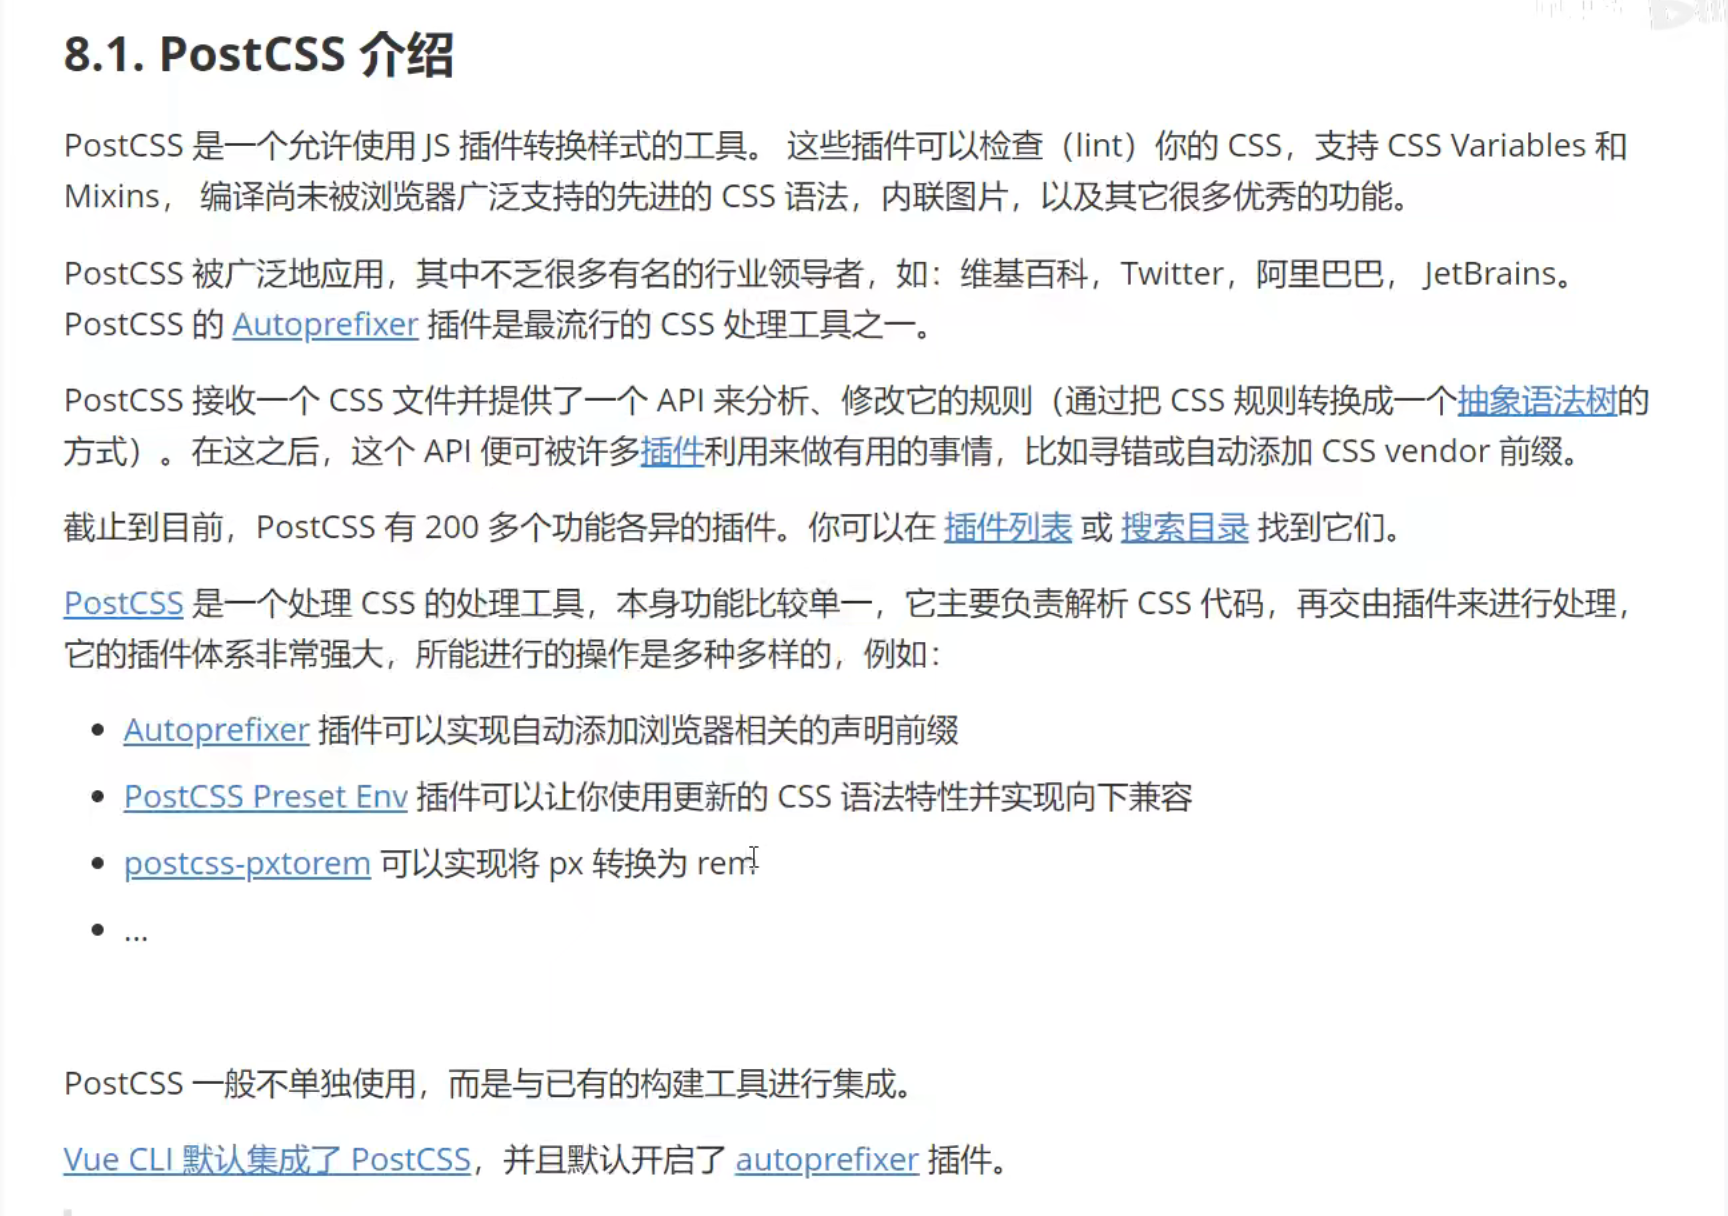 8.1. PostCSS 介绍
PostCSS 是一个允许使用 JS 插件转换样式的工具。 这些插件可以检查（lint）你的 CSS，支持 CSS Variables 和
Mixins， 编译尚未被浏览器广泛支持的先进的 CSS 语法，内联图片，以及其它很多优秀的功能。
PostCSS 被广泛地应用，其中不乏很多有名的行业领导者，如：维基百科，Twitter，阿里巴巴， JetBrains。
PostCSS 的 Autoprefixer 插件是最流行的 CSS 处理工具之一。
PostCSS 接收一个 CSS 文件并提供了一个 API 来分析、修改它的规则（通过把 CSS 规则转换成一个抽象语法树的
方式）。在这之后，这个 API 便可被许多插件利用来做有用的事情，比如寻错或自动添加 CSS vendor 前缀。
截止到目前，PostCSS 有 200 多个功能各异的插件。你可以在 插件列表 或 搜索目录 找到它们。
PostCSS 是一个处理 CSS 的处理工具，本身功能比较单一，它主要负责解析 CSS 代码，再交由插件来进行处理，
它的插件体系非常强大，所能进行的操作是多种多样的，例如：
• Autoprefixer 插件可以实现自动添加浏览器相关的声明前缀
• PostCSS Preset Env 插件可以让你使用更新的 CSS 语法特性并实现向下兼容
• postcss-pxtorem 可以实现将 px 转换为 rem
• ...
PostCSS 一般不单独使用，而是与已有的构建工具进行集成。
Vue CLI 默认集成了 PostCSS，并且默认开启了 autoprefixer 插件。